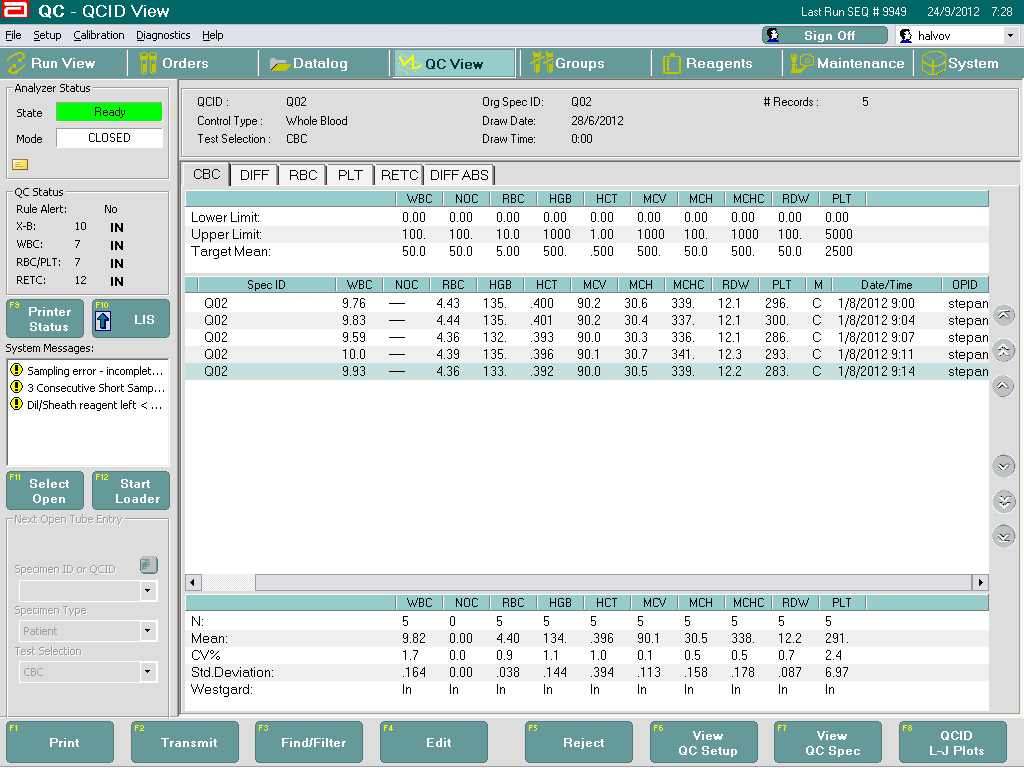 QC - QCID View
Last Run SEQ # 9949 24/9/2012 7:28
File Setup Calibration Diagnostics Help
Sign Off halvov
Run View Orders Datalog QC View Groups Reagents Maintenance System
Analyzer Status
State Ready
Mode CLOSED
QC Status
Rule Alert: No
X-B: 10 IN
WBC: 7 IN
RBC/PLT: 7 IN
RETC: 12 IN
F9 Printer Status
F10 LIS
System Messages:
Sampling error - incomplet...
3 Consecutive Short Samp...
Dil/Sheath reagent left < ...
F11 Select Open
F12 Start Loader
Next Open Tube Entry
Specimen ID or QCID
Specimen Type
Patient
Test Selection
CBC
QCID : Q02 Org Spec ID: Q02 # Records : 5
Control Type : Whole Blood Draw Date: 28/6/2012
Test Selection : CBC Draw Time: 0:00
CBC DIFF RBC PLT RETC DIFF ABS
WBC NOC RBC HGB HCT MCV MCH MCHC RDW PLT
Lower Limit: 0.00 0.00 0.00 0.00 0.00 0.00 0.00 0.00 0.00 0.00
Upper Limit: 100. 100. 10.0 1000 1.00 1000 100. 1000 100. 5000
Target Mean: 50.0 50.0 5.00 500. .500 500. 50.0 500. 50.0 2500
Spec ID WBC NOC RBC HGB HCT MCV MCH MCHC RDW PLT M Date/Time OPID
Q02 9.76 — 4.43 135. .400 90.2 30.6 339. 12.1 296. C 1/8/2012 9:00 stepan
Q02 9.83 — 4.44 135. .401 90.2 30.4 337. 12.1 300. C 1/8/2012 9:04 stepan
Q02 9.59 — 4.36 132. .393 90.0 30.3 336. 12.1 286. C 1/8/2012 9:07 stepan
Q02 10.0 — 4.39 135. .396 90.1 30.7 341. 12.3 293. C 1/8/2012 9:11 stepan
Q02 9.93 — 4.36 133. .392 90.0 30.5 339. 12.2 283. C 1/8/2012 9:14 stepan
WBC NOC RBC HGB HCT MCV MCH MCHC RDW PLT
N: 5 0 5 5 5 5 5 5 5 5
Mean: 9.82 0.00 4.40 134. .396 90.1 30.5 338. 12.2 291.
CV% 1.7 0.0 0.9 1.1 1.0 0.1 0.5 0.5 0.7 2.4
Std.Deviation: .164 0.00 .038 .144 .394 .113 .158 .178 .087 6.97
Westgard: In In In In In In In In In In
F1 Print
F2 Transmit
F3 Find/Filter
F4 Edit
F5 Reject
F6 View QC Setup
F7 View QC Spec
F8 QCID L-J Plots